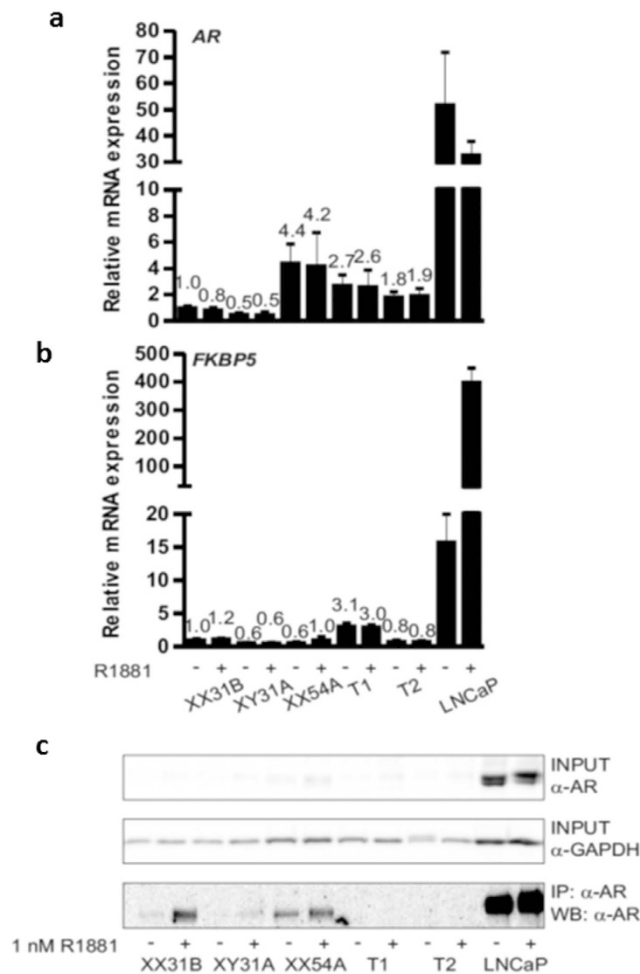 a
AR
Relative mRNA expression
80
70
60
50
40
30
10
8
6
4
2
0
1.0 0.8 0.5 0.5 4.4 4.2 2.7 2.6 1.8 1.9
b
FKBP5
Relative mRNA expression
500
400
300
200
100
20
15
10
5
0
1.0 1.2 0.6 0.6 0.6 1.0 3.1 3.0 0.8 0.8
R1881 - + - + - + - + - + - +
XX31B XY31A XX54A T1 T2 LNCaP
c
INPUT
α-AR
INPUT
α-GAPDH
IP: α-AR
WB: α-AR
1 nM R1881 - + - + - + - + - + - +
XX31B XY31A XX54A T1 T2 LNCaP